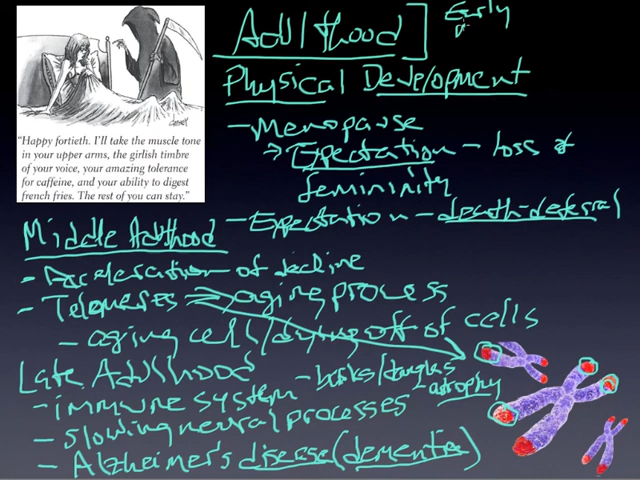 "Happy fortieth. I'll take the muscle tone
in your upper arms, the girlish timbre
of your voice, your amazing tolerance
for caffeine, and your ability to digest
french fries. The rest of you can stay."
Early
Adulthood
Physical Development
- Menopause
→ Expectation - loss of
femininity
- Expectation - death-deferral
Middle Adulthood
- Acceleration of decline
- Telomeres → aging process
- aging cell/dying off of cells
Late Adulthood
- immune system
- slowing neural processes
- atrophy
- Alzheimer's disease (dementia)